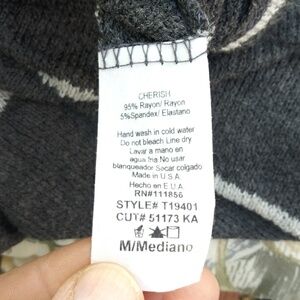 CHERISH
95% Rayon/ Rayon
5%Spandex/ Elastano
Hand wash in cold water
Do not bleach Line dry
Lavar a mano en
agua fria No usar
blanqueador Secar colgado
Made in U.S.A.
Hecho en E.U.A.
RN#111856
STYLE# T19401
CUT# 51173 KA
M/Mediano